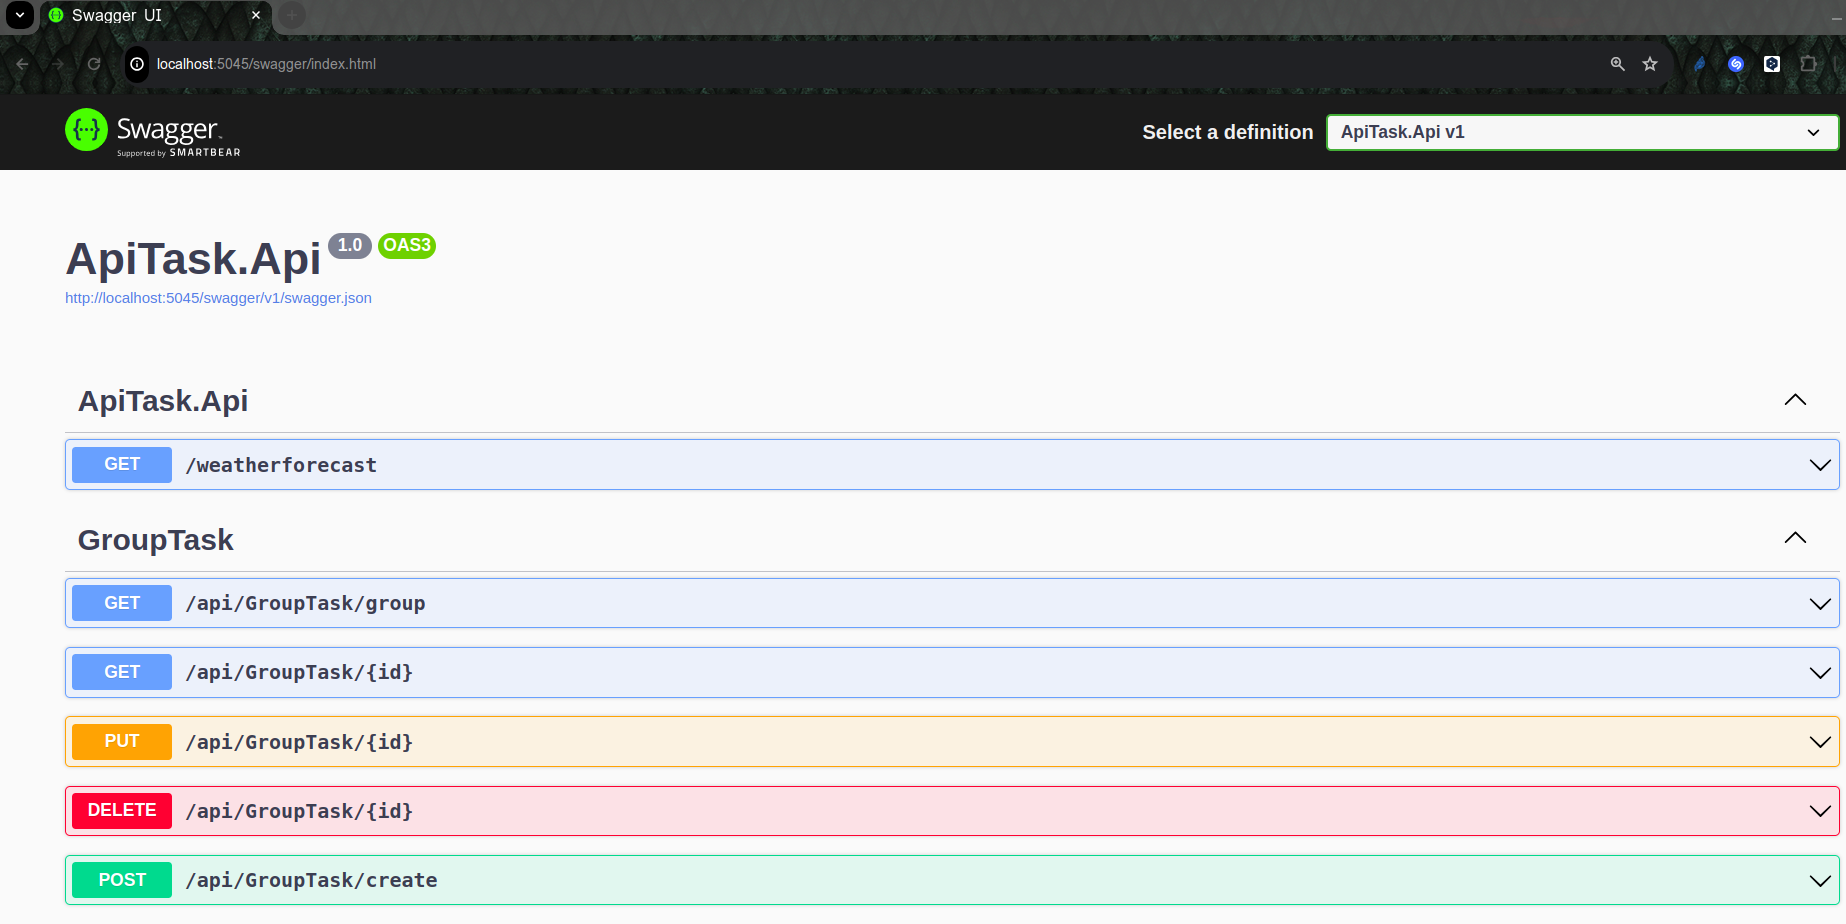 Swagger UI
localhost:5045/swagger/index.html
{...} Swagger
Supported by SMARTBEAR
Select a definition
ApiTask.Api v1
ApiTask.Api 1.0 OAS3
http://localhost:5045/swagger/v1/swagger.json
ApiTask.Api
GET /weatherforecast
GroupTask
GET /api/GroupTask/group
GET /api/GroupTask/{id}
PUT /api/GroupTask/{id}
DELETE /api/GroupTask/{id}
POST /api/GroupTask/create